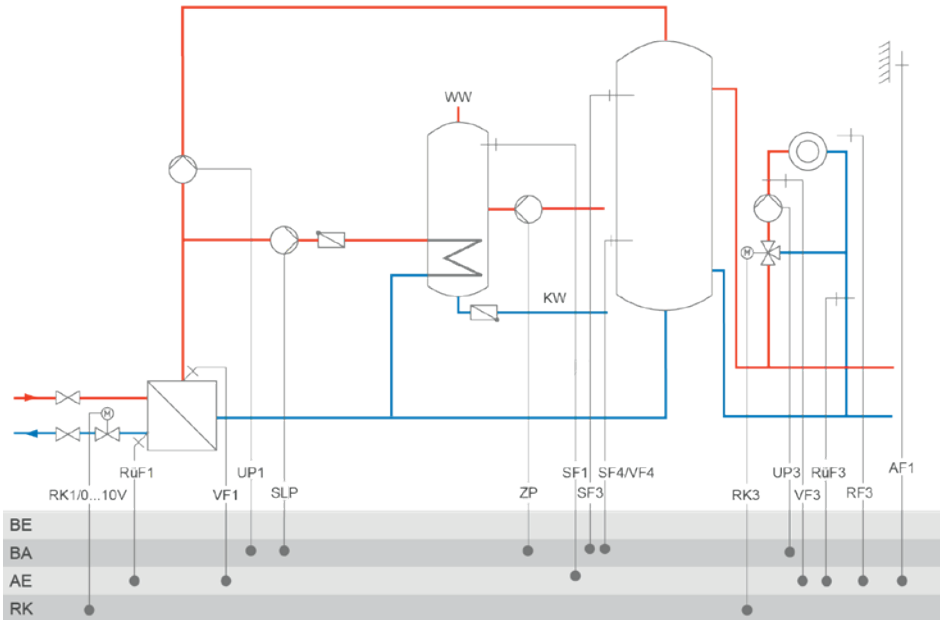 WW
M
KW
M
RüF1
UP1
SF1
SF4/VF4
UP3
RüF3
AF1
RK1/0...10V
VF1
SLP
ZP
SF3
RK3
VF3
RF3
BE
BA
AE
RK